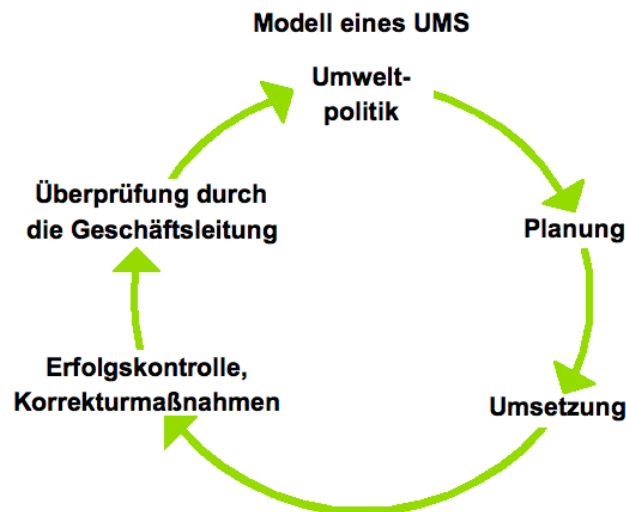 Modell eines UMS
Umwelt-
politik
Planung
Umsetzung
Erfolgskontrolle,
Korrekturmaßnahmen
Überprüfung durch
die Geschäftsleitung